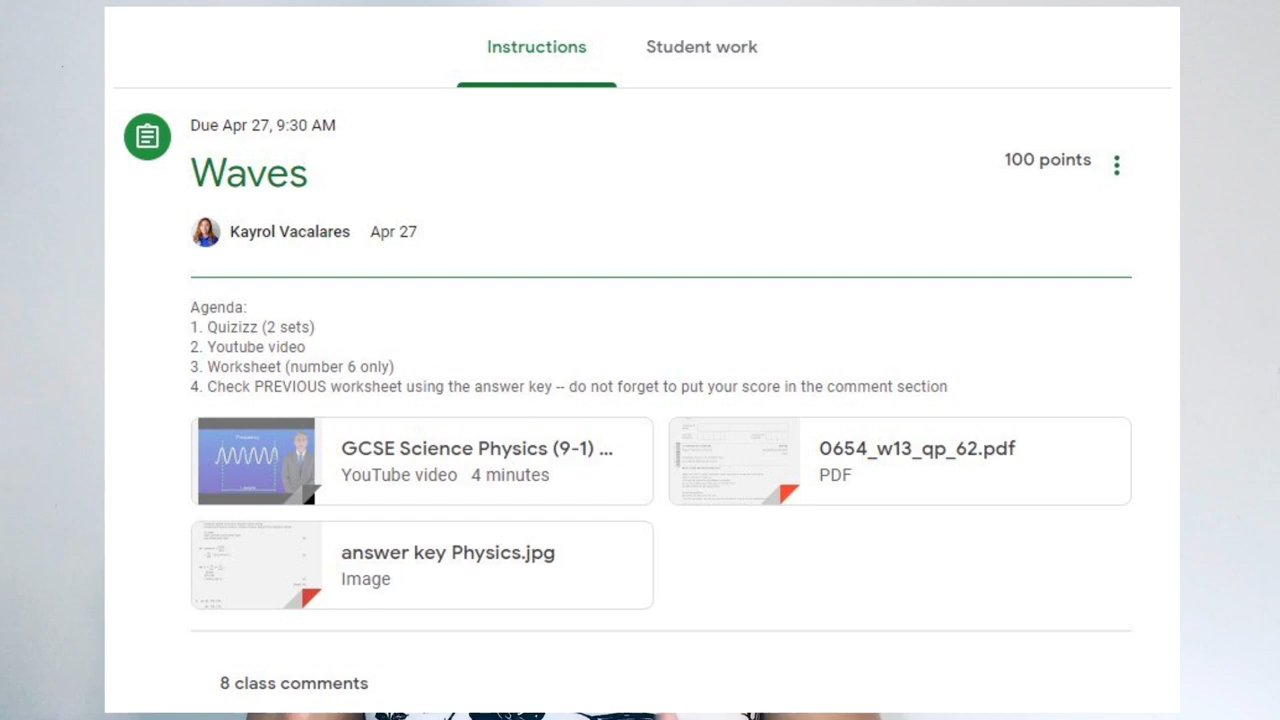 Instructions
Student work
Due Apr 27, 9:30 AM
Waves
100 points
Kayrol Vacalares Apr 27
Agenda:
1. Quizizz (2 sets)
2. Youtube video
3. Worksheet (number 6 only)
4. Check PREVIOUS worksheet using the answer key -- do not forget to put your score in the comment section
GCSE Science Physics (9-1) ...
YouTube video 4 minutes
0654_w13_qp_62.pdf
PDF
answer key Physics.jpg
Image
8 class comments